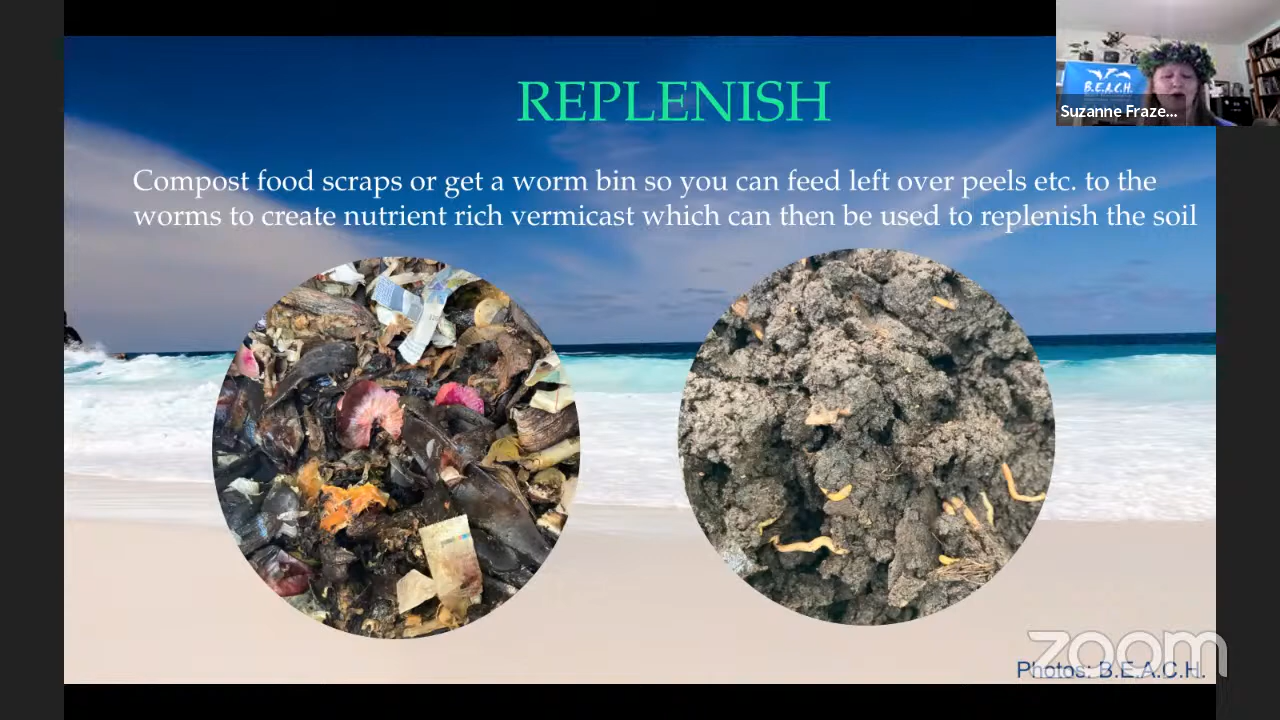 REPLENISH
B.E.A.C.H.
Suzanne Fraze...
Compost food scraps or get a worm bin so you can feed left over peels etc. to the
worms to create nutrient rich vermicast which can then be used to replenish the soil
zoom
Photos: B.E.A.C.H.